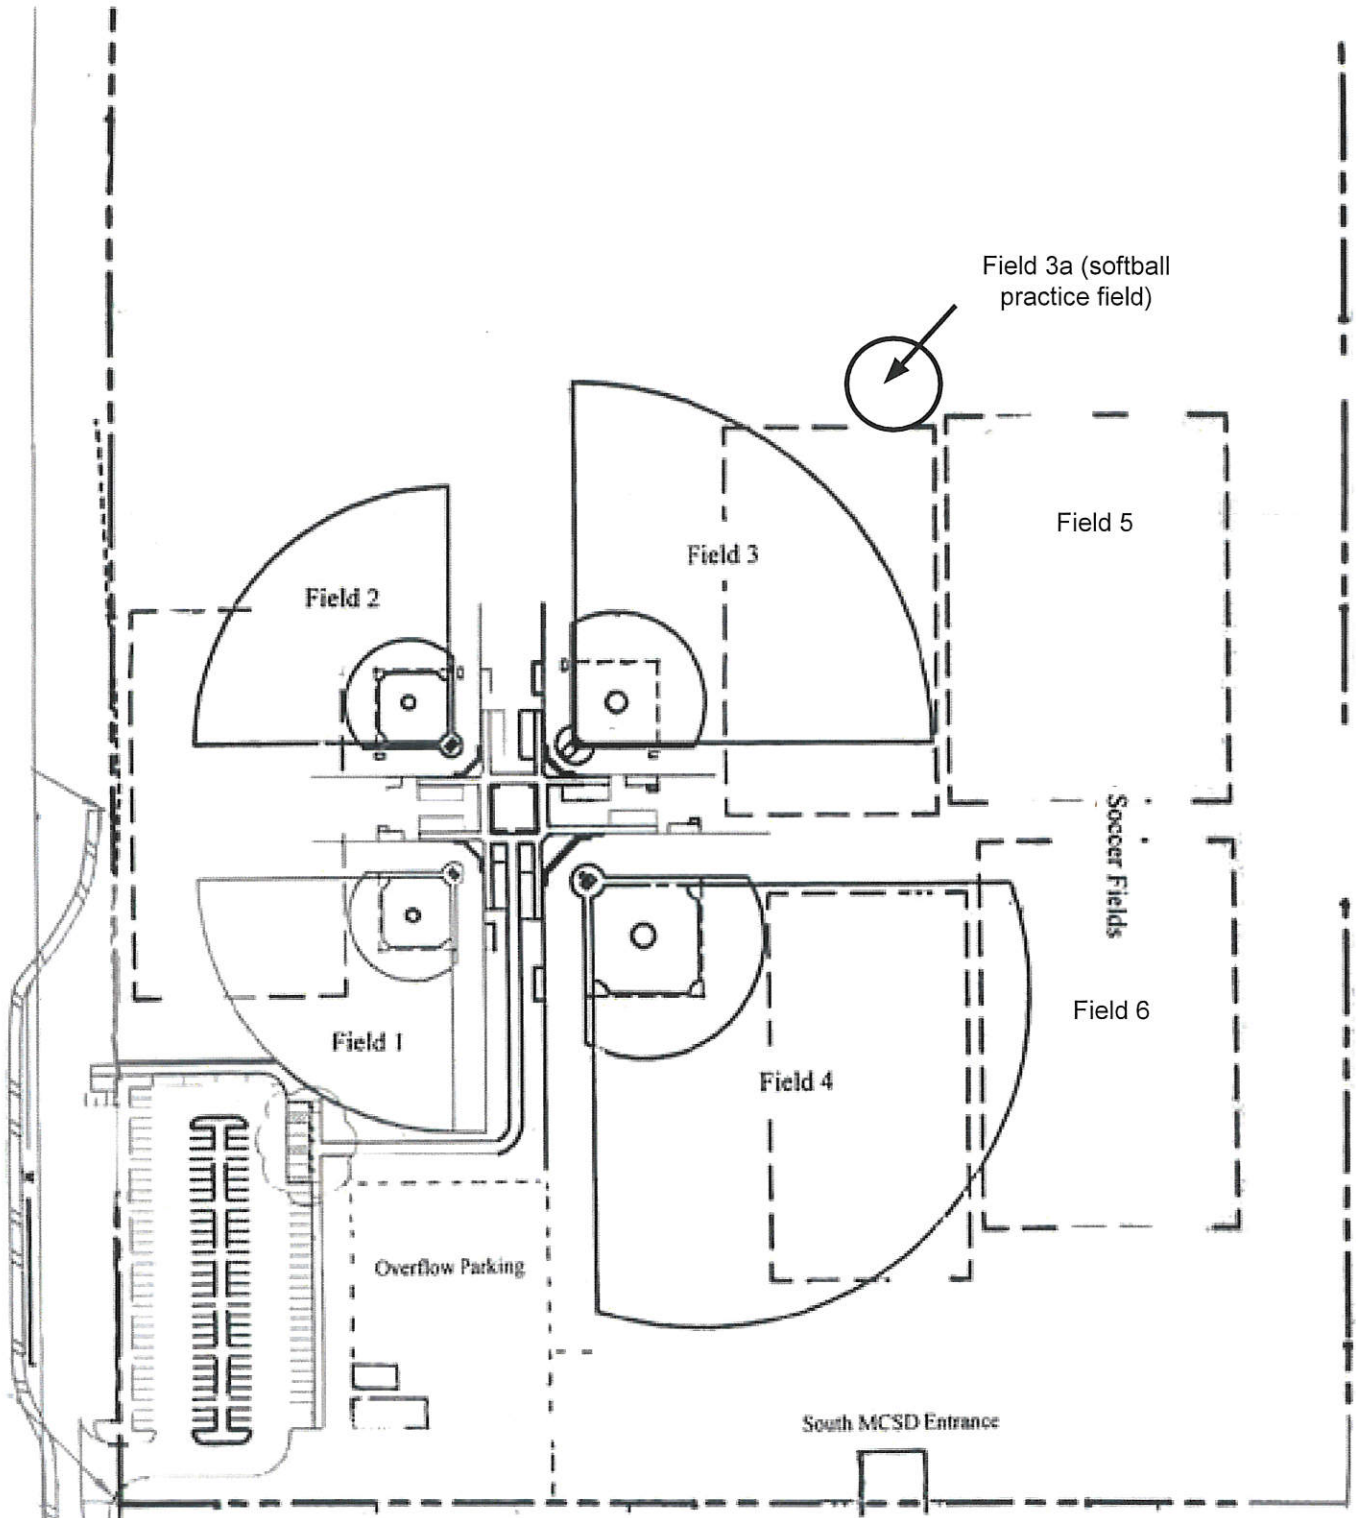 Field 3a (softball
practice field)
Field 5
Field 3
Field 2
Soccer Fields
Field 6
Field 1
Field 4
Overflow Parking
South MCSD Entrance